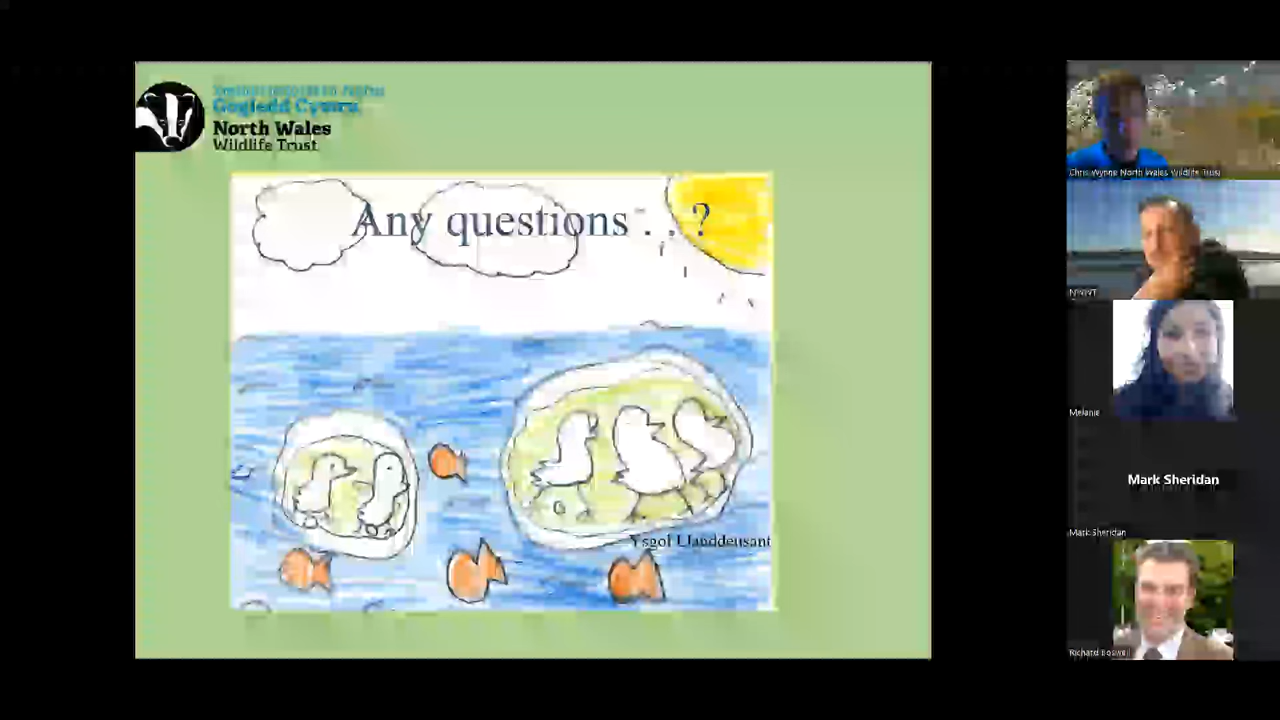 Gogledd Cymru
North Wales
Wildlife Trust
Any questions . . ?
Ysgol Llanddeusant
Chris Wynne North Wales Wildlife Trust
NWWT
Melanie
Mark Sheridan
Mark Sheridan
Richard Boswell